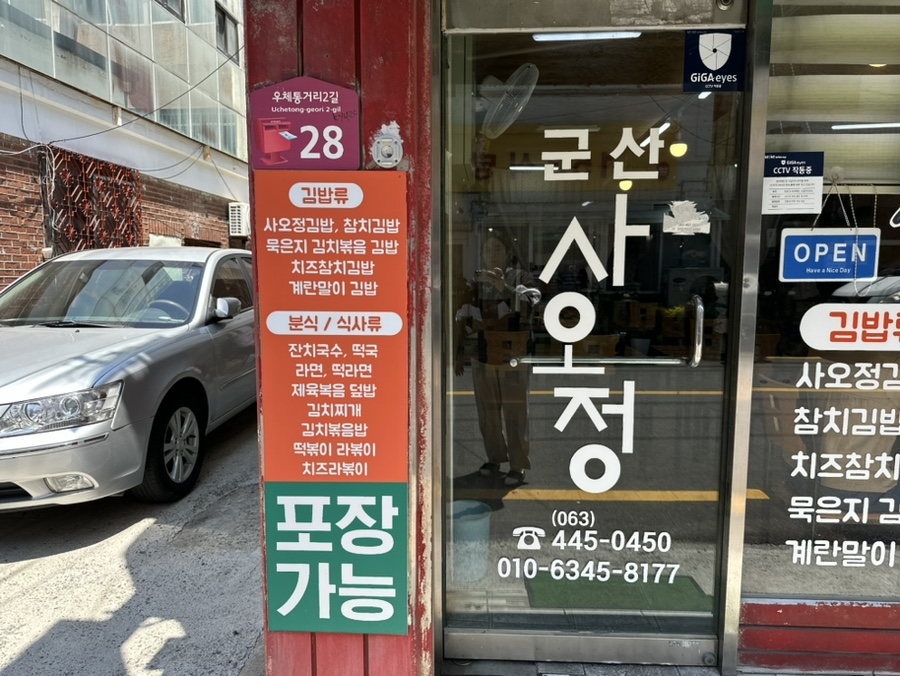 우체통거리2길
Uchetong-geori 2-gil
28
김밥류
사오정김밥, 참치김밥
묵은지 김치볶음 김밥
치즈참치김밥
계란말이 김밥
분식 / 식사류
잔치국수, 떡국
라면, 떡라면
제육볶음 덮밥
김치찌개
김치볶음밥
떡볶이 라볶이
치즈라볶이
포장
가능
GiGA eyes
CCTV 작동중
군산
사오정
(063)
☎ 445-0450
010-6345-8177
GiGA eyes
CCTV 작동중
OPEN
Have a Nice Day
김밥류
사오정김
참치김밥
치즈참치
묵은지 김
계란말이